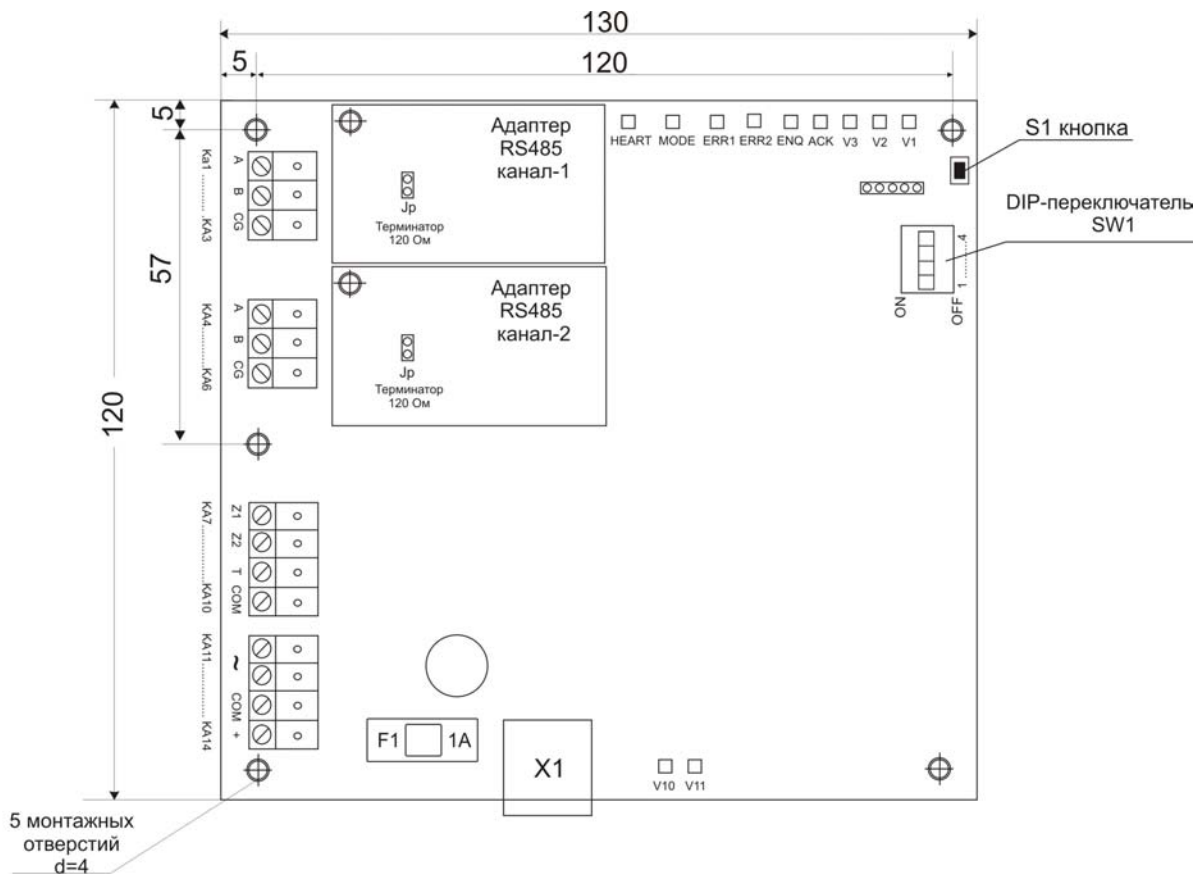 130
5
120
5
57
120
Ka1 ............ .KA3
A
B
CG
Адаптер
RS485
канал-1
Jp
Терминатор
120 Ом
HEART MODE ERR1 ERR2 ENQ ACK V3 V2 V1
S1 кнопка
DIP-переключатель
SW1
1 ........ 4
ON
OFF
KA4............KA6
A
B
CG
Адаптер
RS485
канал-2
Jp
Терминатор
120 Ом
KA7............KA10
Z1
Z2
T
COM
KA11............ KA14
~
COM
+
F1 1A
X1
V10 V11
5 монтажных
отверстий
d=4